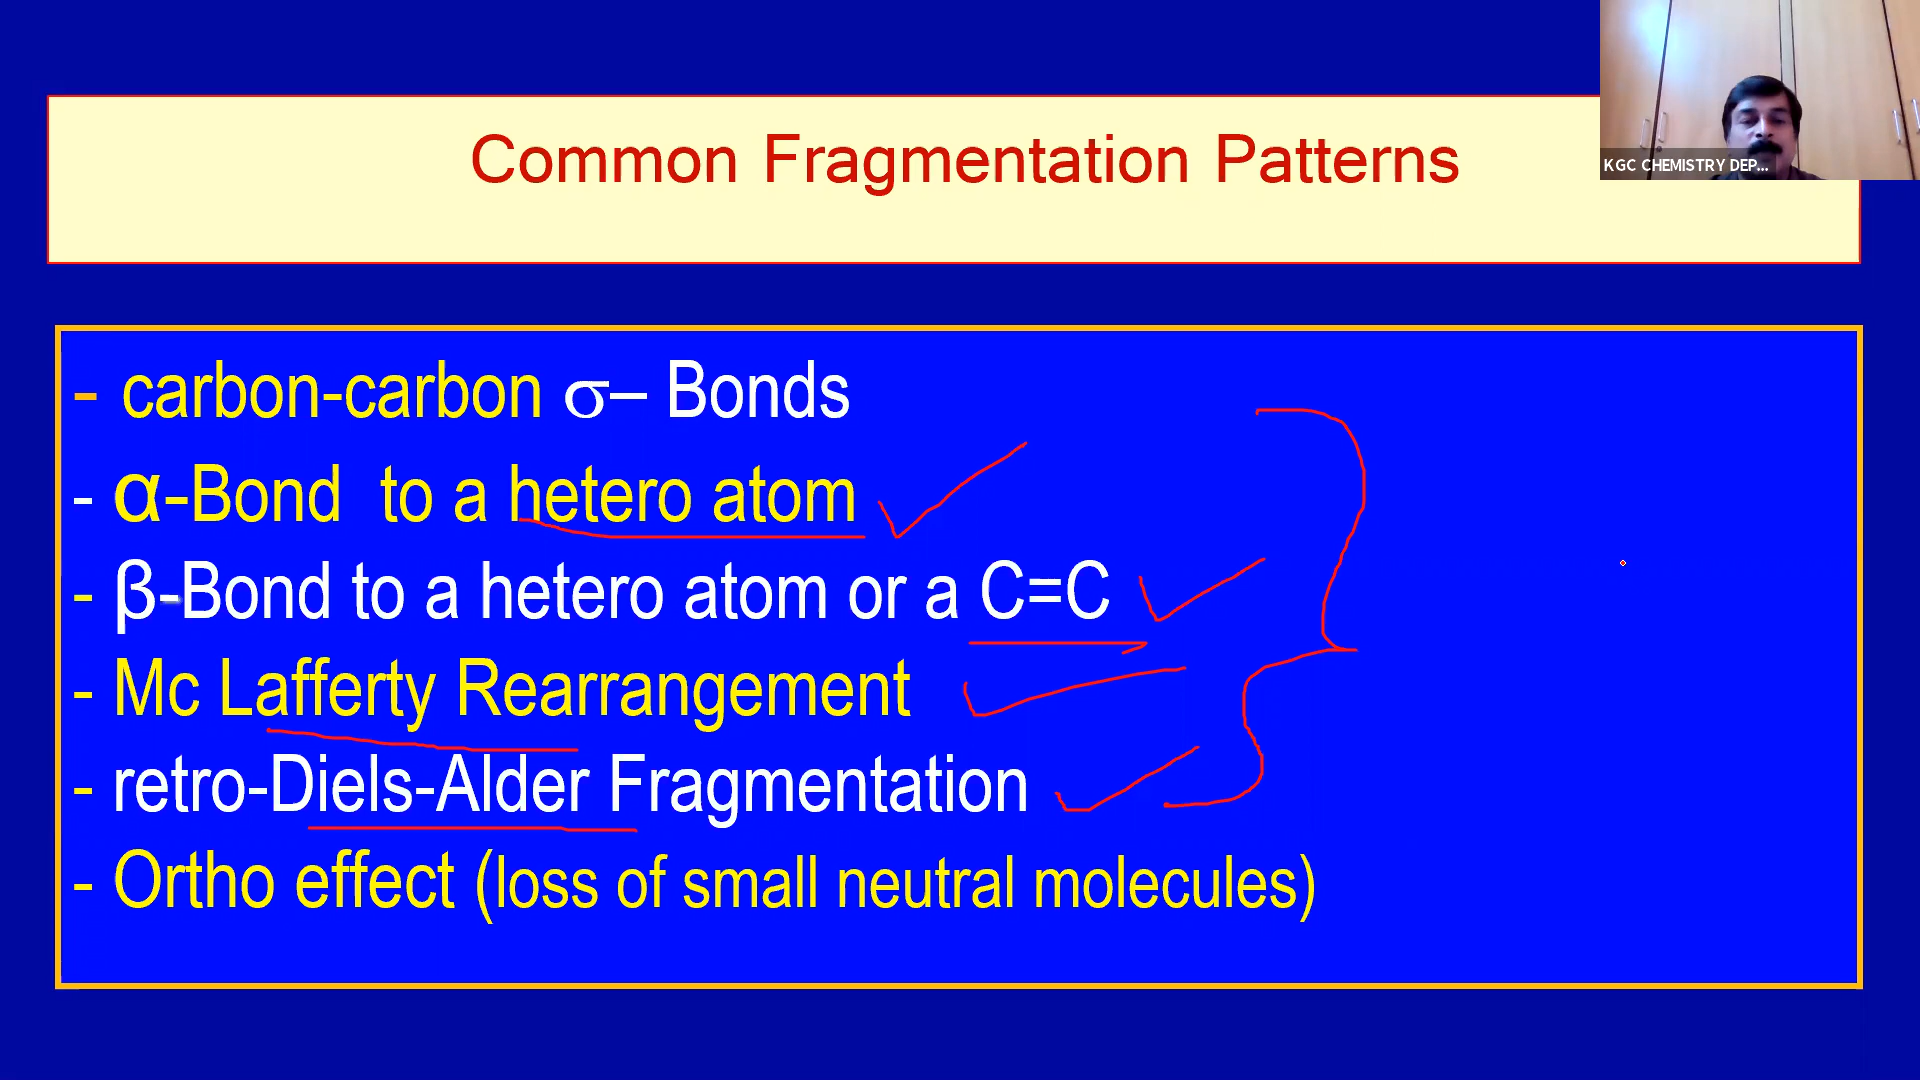 Common Fragmentation Patterns
KGC CHEMISTRY DEP...
- carbon-carbon σ– Bonds
- α-Bond to a hetero atom
- β-Bond to a hetero atom or a C=C
- Mc Lafferty Rearrangement
- retro-Diels-Alder Fragmentation
- Ortho effect (loss of small neutral molecules)